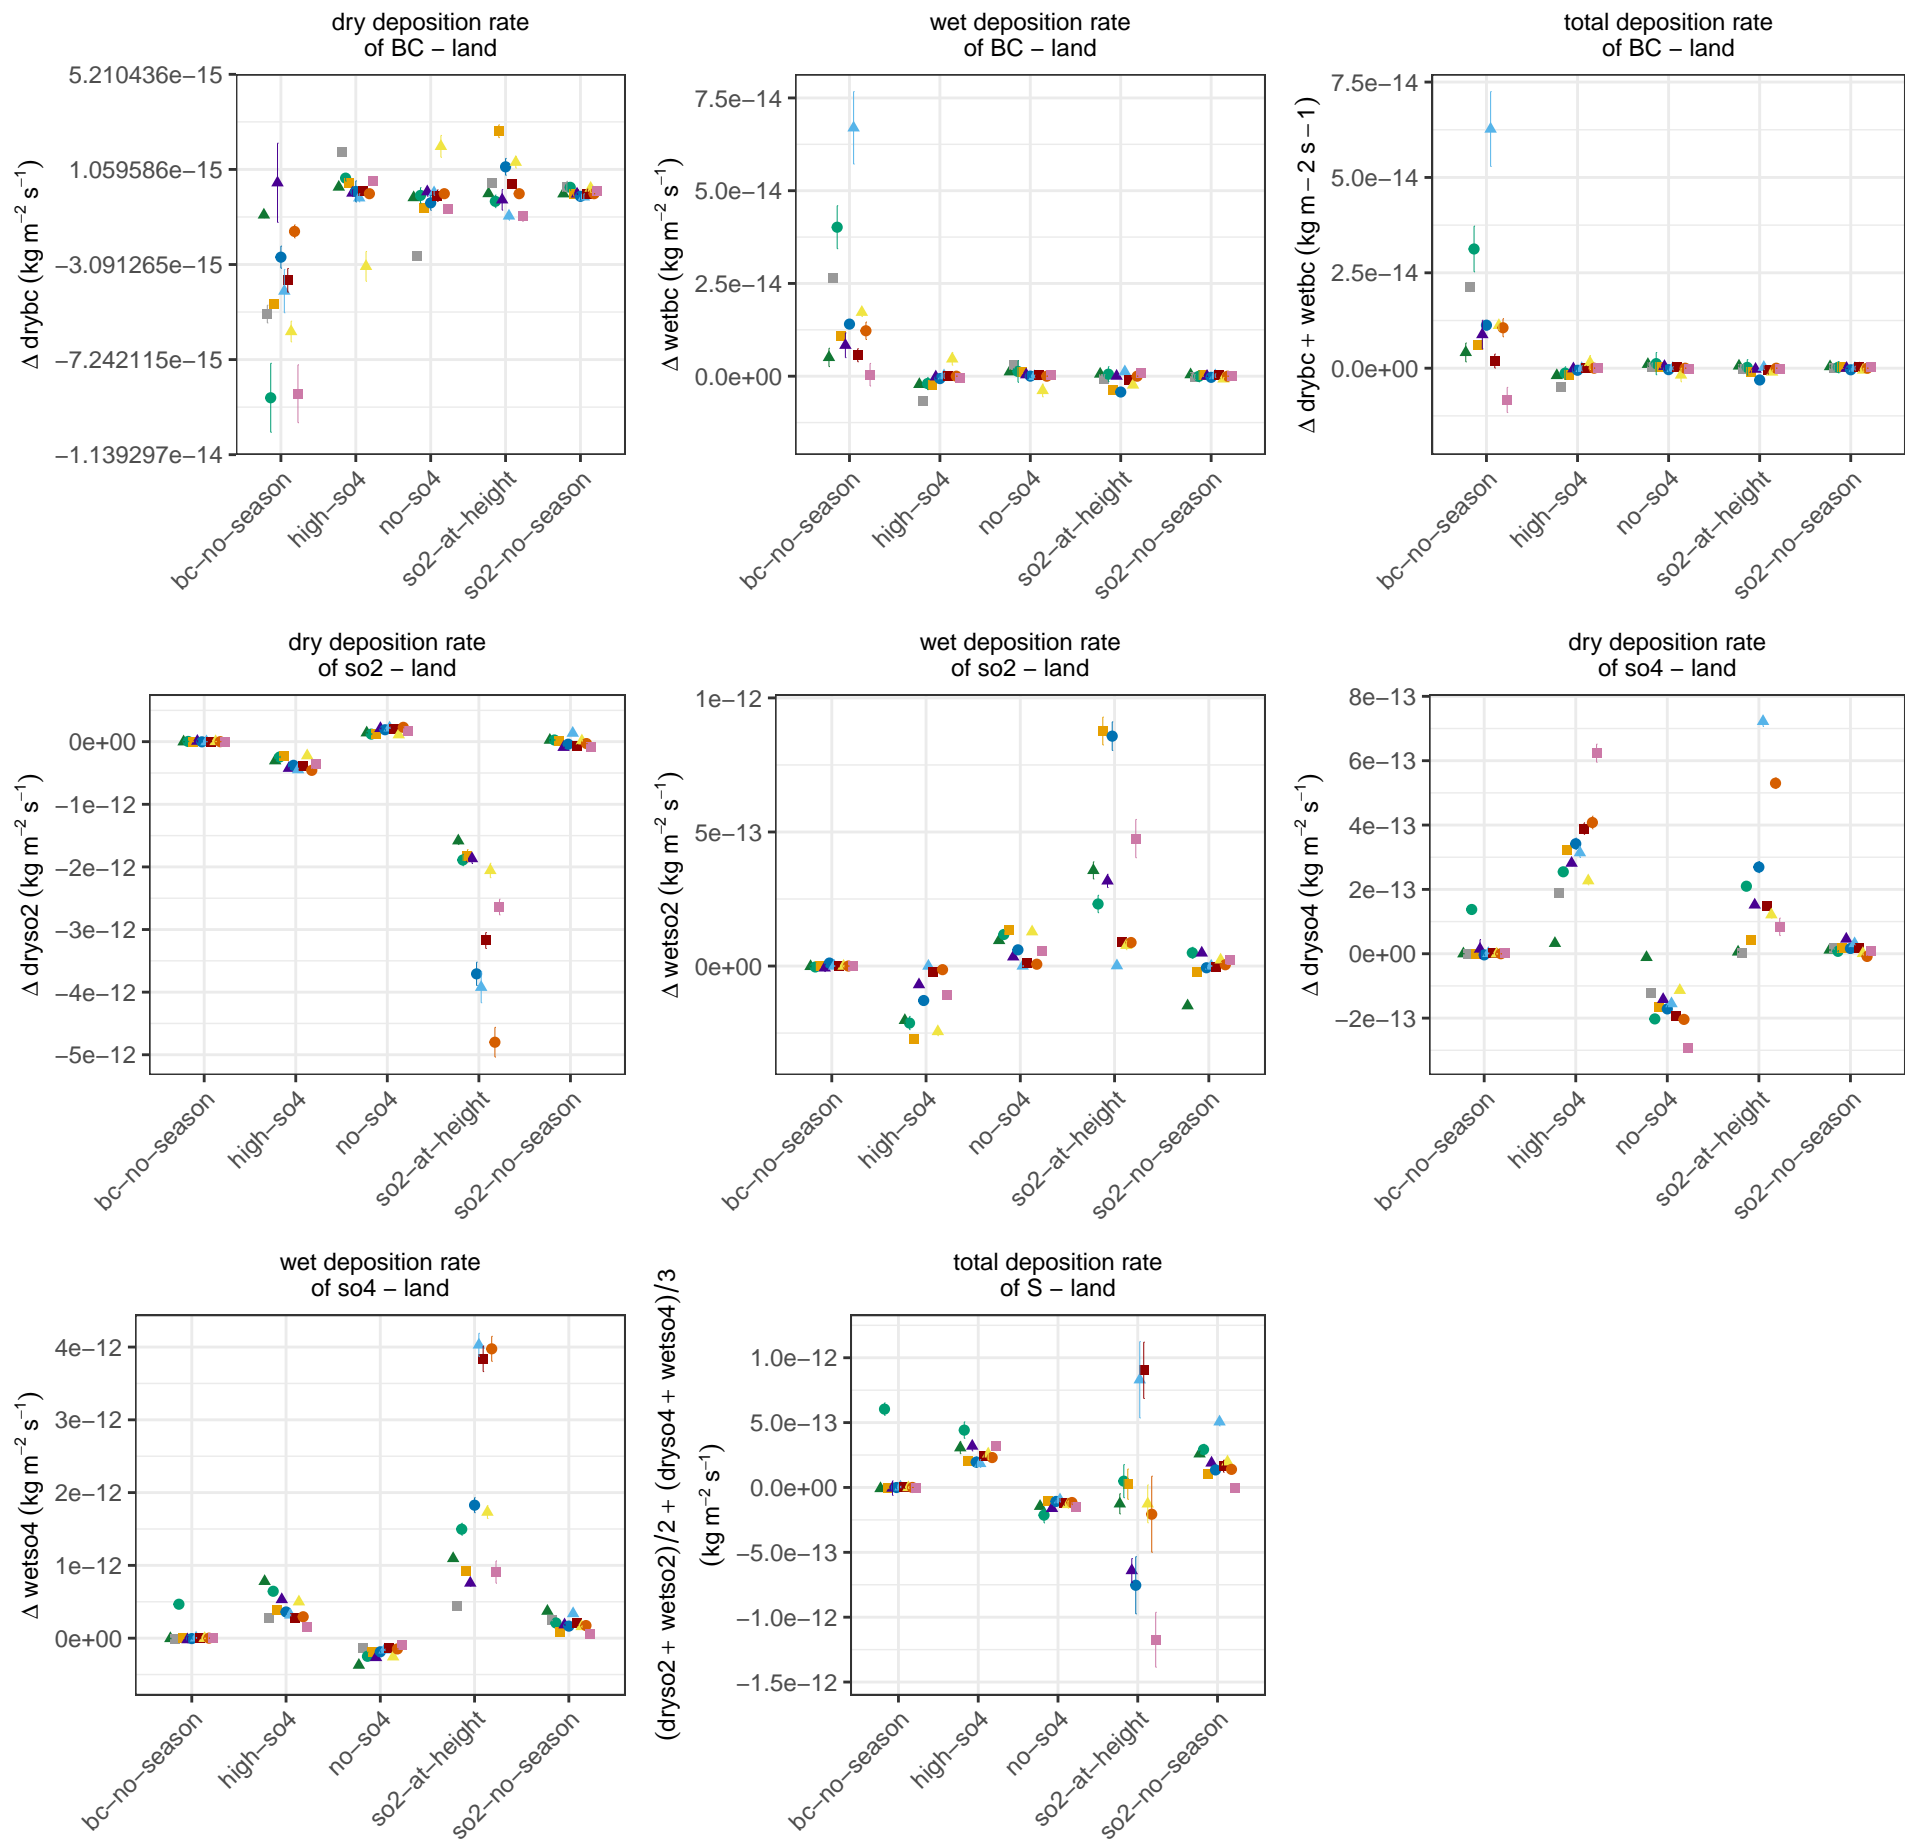 dry deposition rate
of BC − land
5.210436e−15
1.059586e−15
−3.091265e−15
−7.242115e−15
−1.139297e−14
Δ drybc (kg m−2 s−1)
bc−no−season
high−so4
no−so4
so2−at−height
so2−no−season
wet deposition rate
of BC − land
7.5e−14
5.0e−14
2.5e−14
0.0e+00
Δ wetbc (kg m−2 s−1)
bc−no−season
high−so4
no−so4
so2−at−height
so2−no−season
total deposition rate
of BC − land
7.5e−14
5.0e−14
2.5e−14
0.0e+00
Δ drybc + wetbc (kg m − 2 s − 1)
bc−no−season
high−so4
no−so4
so2−at−height
so2−no−season
dry deposition rate
of so2 − land
0e+00
−1e−12
−2e−12
−3e−12
−4e−12
−5e−12
Δ dryso2 (kg m−2 s−1)
bc−no−season
high−so4
no−so4
so2−at−height
so2−no−season
wet deposition rate
of so2 − land
1e−12
5e−13
0e+00
Δ wetso2 (kg m−2 s−1)
bc−no−season
high−so4
no−so4
so2−at−height
so2−no−season
dry deposition rate
of so4 − land
8e−13
6e−13
4e−13
2e−13
0e+00
−2e−13
Δ dryso4 (kg m−2 s−1)
bc−no−season
high−so4
no−so4
so2−at−height
so2−no−season
wet deposition rate
of so4 − land
4e−12
3e−12
2e−12
1e−12
0e+00
Δ wetso4 (kg m−2 s−1)
bc−no−season
high−so4
no−so4
so2−at−height
so2−no−season
total deposition rate
of S − land
1.0e−12
5.0e−13
0.0e+00
−5.0e−13
−1.0e−12
−1.5e−12
(dryso2 + wetso2)/2 + (dryso4 + wetso4)/3
(kg m−2 s−1)
bc−no−season
high−so4
no−so4
so2−at−height
so2−no−season